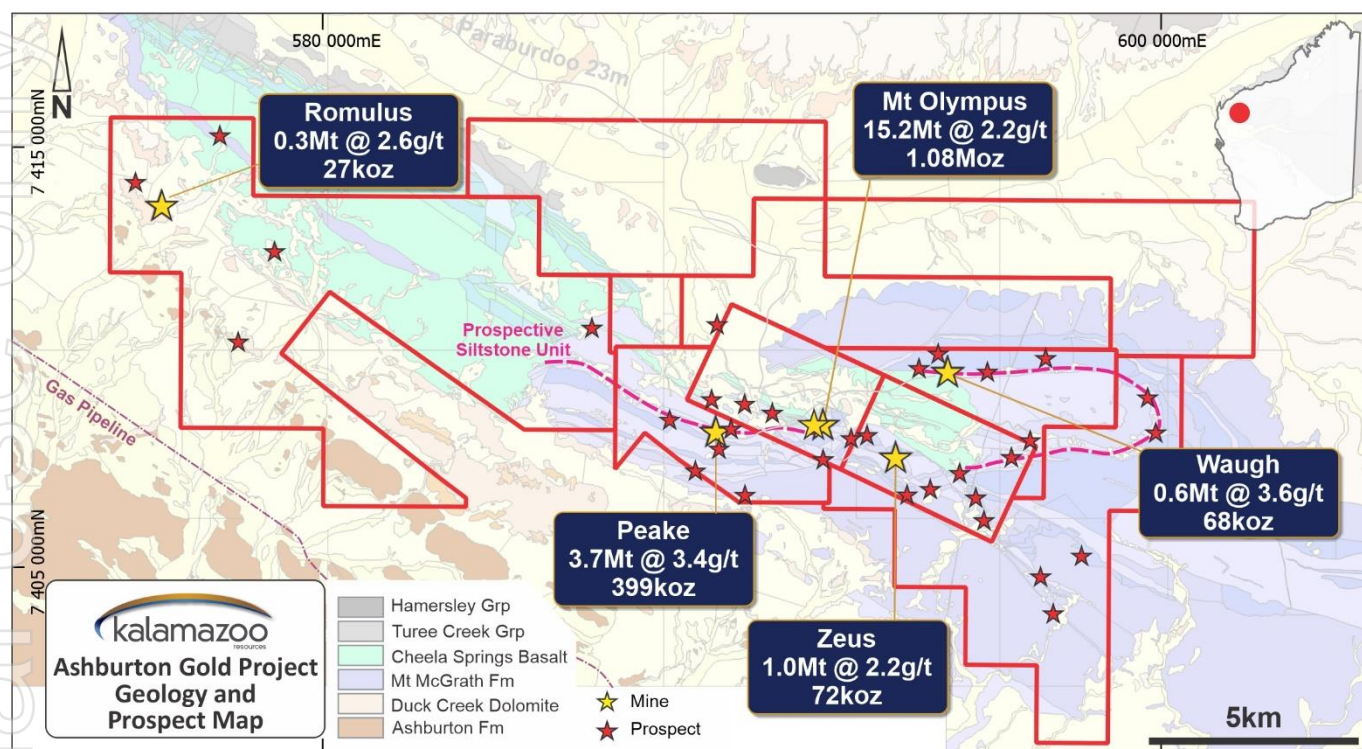 580 000mE
600 000mE
Paraburdoo 23m
N
7 415 000mN
7 405 000mN
Romulus
0.3Mt @ 2.6g/t
27koz
Mt Olympus
15.2Mt @ 2.2g/t
1.08Moz
Prospective
Siltstone Unit
Gas Pipeline
Waugh
0.6Mt @ 3.6g/t
68koz
Peake
3.7Mt @ 3.4g/t
399koz
Zeus
1.0Mt @ 2.2g/t
72koz
kalamazoo
resources
Ashburton Gold Project
Geology and
Prospect Map
Hamersley Grp
Turee Creek Grp
Cheela Springs Basalt
Mt McGrath Fm
Duck Creek Dolomite
Ashburton Fm
Mine
Prospect
5km